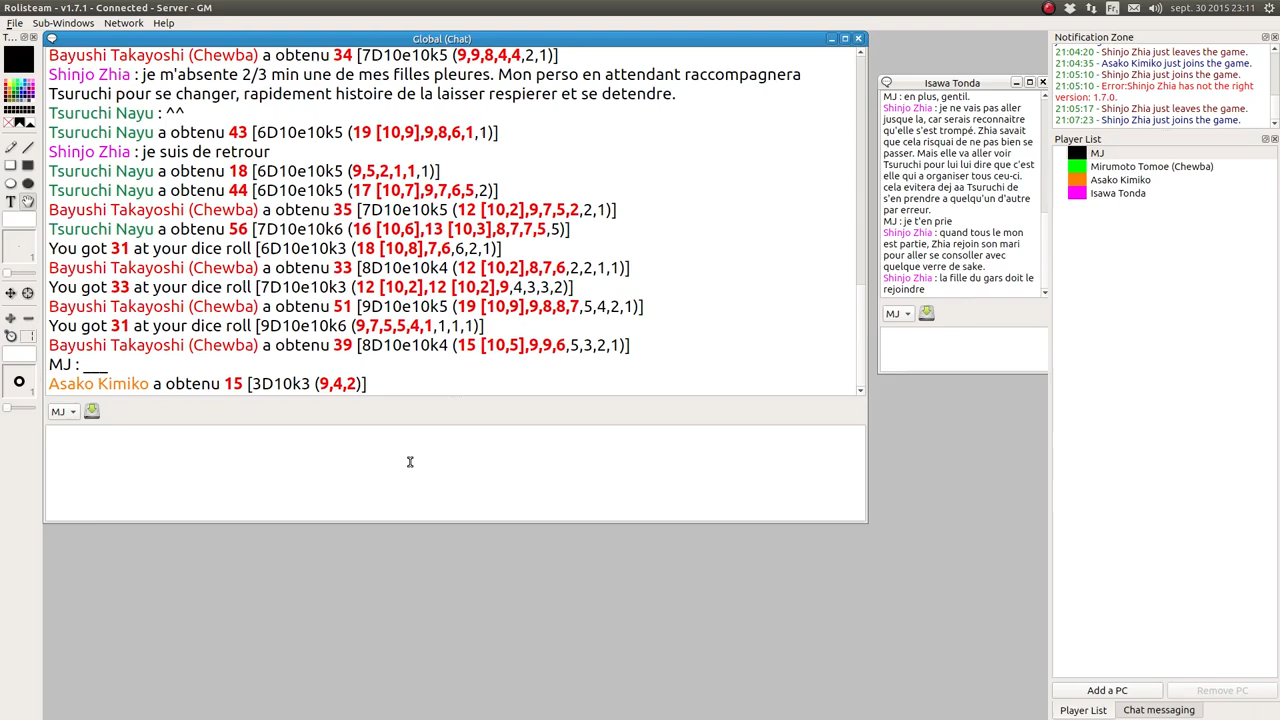 Rolisteam - v1.7.1 - Connected - Server - GM
Fr,
sept. 30 2015 23:11
File Sub-Windows Network Help
T...
Global (Chat)
Bayushi Takayoshi (Chewba) a obtenu 34 [7D10e10k5 (9,9,8,4,4,2,1)]
Shinjo Zhia : je m'absente 2/3 min une de mes filles pleures. Mon perso en attendant raccompagnera
Tsuruchi pour se changer, rapidement histoire de la laisser respierer et se detendre.
Tsuruchi Nayu : ^^
Tsuruchi Nayu a obtenu 43 [6D10e10k5 (19 [10,9],9,8,6,1,1)]
Shinjo Zhia : je suis de retrour
Tsuruchi Nayu a obtenu 18 [6D10e10k5 (9,5,2,1,1,1)]
Tsuruchi Nayu a obtenu 44 [6D10e10k5 (17 [10,7],9,7,6,5,2)]
Bayushi Takayoshi (Chewba) a obtenu 35 [7D10e10k5 (12 [10,2],9,7,5,2,2,1)]
Tsuruchi Nayu a obtenu 56 [7D10e10k6 (16 [10,6],13 [10,3],8,7,7,5,5)]
You got 31 at your dice roll [6D10e10k3 (18 [10,8],7,6,6,2,1)]
Bayushi Takayoshi (Chewba) a obtenu 33 [8D10e10k4 (12 [10,2],8,7,6,2,2,1,1)]
You got 33 at your dice roll [7D10e10k3 (12 [10,2],12 [10,2],9,4,3,3,2)]
Bayushi Takayoshi (Chewba) a obtenu 51 [9D10e10k5 (19 [10,9],9,8,8,7,5,4,2,1)]
You got 31 at your dice roll [9D10e10k6 (9,7,5,5,4,1,1,1,1)]
Bayushi Takayoshi (Chewba) a obtenu 39 [8D10e10k4 (15 [10,5],9,9,6,5,3,2,1)]
MJ : ___
Asako Kimiko a obtenu 15 [3D10k3 (9,4,2)]
MJ
Isawa Tonda
MJ : en plus, gentil.
Shinjo Zhia : je ne vais pas aller
jusque la, car serais reconnaitre
qu'elle s'est trompé. Zhia savait
que cela risquai de ne pas bien se
passer. Mais elle va aller voir
Tsuruchi pour lui lui dire que c'est
elle qui a organiser tous ceu-ci.
cela evitera dej aa Tsuruchi de
s'en prendre a quelqu'un d'autre
par erreur.
MJ : je t'en prie
Shinjo Zhia : quand tous le mon
est partie, Zhia rejoin son mari
pour aller se consoller avec
quelque verre de sake.
Shinjo Zhia : la fille du gars doit le
rejoindre
MJ
Notification Zone
21:04:20 - Shinjo Zhia just leaves the game.
21:04:35 - Asako Kimiko just joins the game.
21:05:10 - Shinjo Zhia just joins the game.
21:05:10 - Error:Shinjo Zhia has not the right
version: 1.7.0.
21:05:17 - Shinjo Zhia just leaves the game.
21:07:23 - Shinjo Zhia just joins the game.
Player List
MJ
Mirumoto Tomoe (Chewba)
Asako Kimiko
Isawa Tonda
Add a PC
Remove PC
Player List
Chat messaging
T
1
1
1